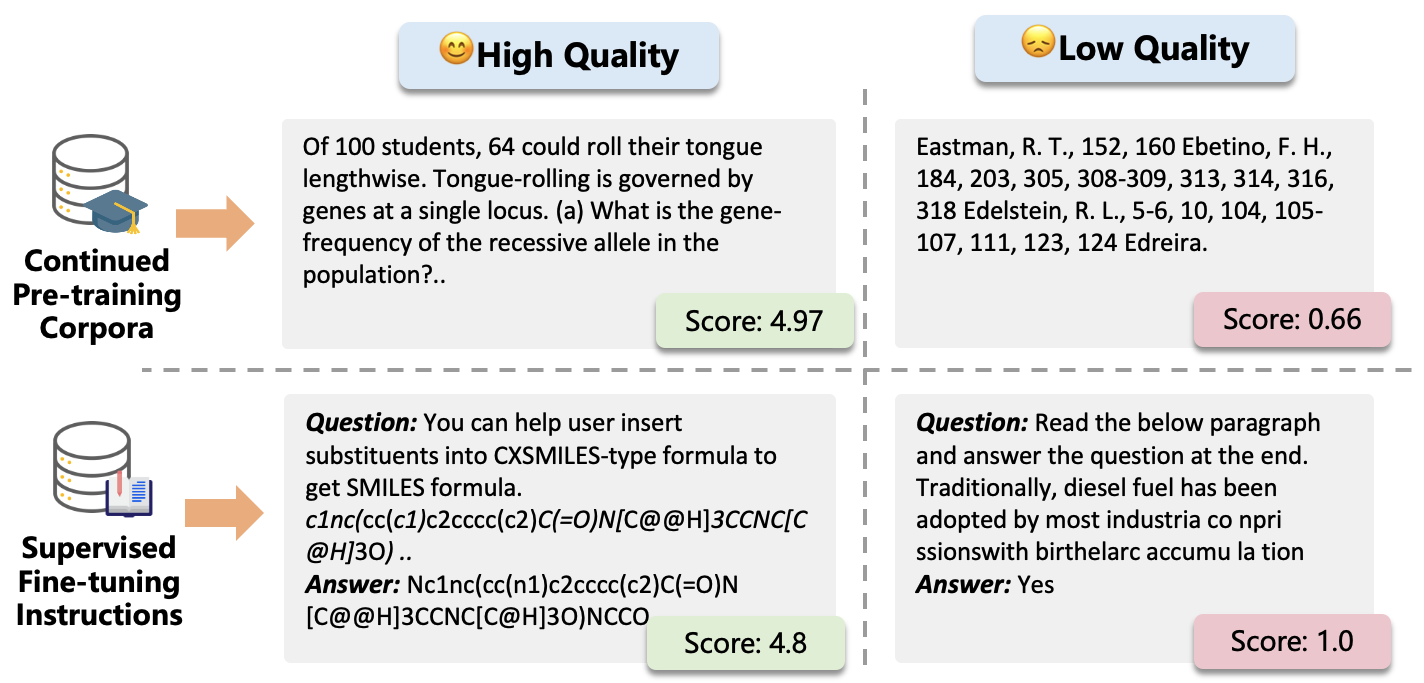 High Quality
Low Quality
Continued
Pre-training
Corpora
Of 100 students, 64 could roll their tongue
lengthwise. Tongue-rolling is governed by
genes at a single locus. (a) What is the gene-
frequency of the recessive allele in the
population?..
Score: 4.97
Eastman, R. T., 152, 160 Ebetino, F. H.,
184, 203, 305, 308-309, 313, 314, 316,
318 Edelstein, R. L., 5-6, 10, 104, 105-
107, 111, 123, 124 Edreira.
Score: 0.66
Supervised
Fine-tuning
Instructions
Question: You can help user insert
substituents into CXSMILES-type formula to
get SMILES formula.
c1nc(cc(c1)c2cccc(c2)C(=O)N[C@@H]3CCNC[C
@H]3O) ..
Answer: Nc1nc(cc(n1)c2cccc(c2)C(=O)N
[C@@H]3CCNC[C@H]3O)NCCO
Score: 4.8
Question: Read the below paragraph
and answer the question at the end.
Traditionally, diesel fuel has been
adopted by most industria co npri
ssionswith birthelarc accumu la tion
Answer: Yes
Score: 1.0